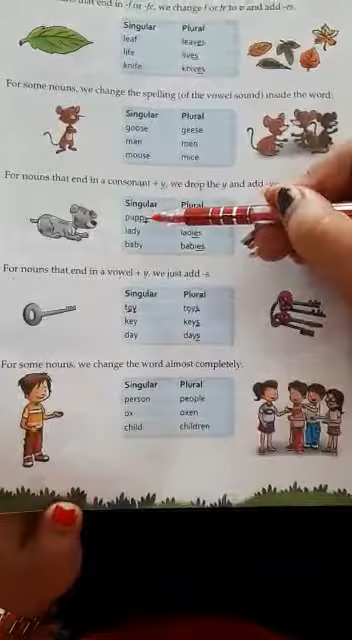 that end in -f or -fe, we change f or fe to v and add -es.
Singular Plural
leaf leaves
life lives
knife knives
For some nouns, we change the spelling (of the vowel sound) inside the word:
Singular Plural
goose geese
man men
mouse mice
For nouns that end in a consonant + y, we drop the y and add
Singular Plural
puppy
lady ladies
baby babies
For nouns that end in a vowel + y, we just add -s.
Singular Plural
toy toys
key keys
day days
For some nouns, we change the word almost completely.
Singular Plural
person people
ox oxen
child children